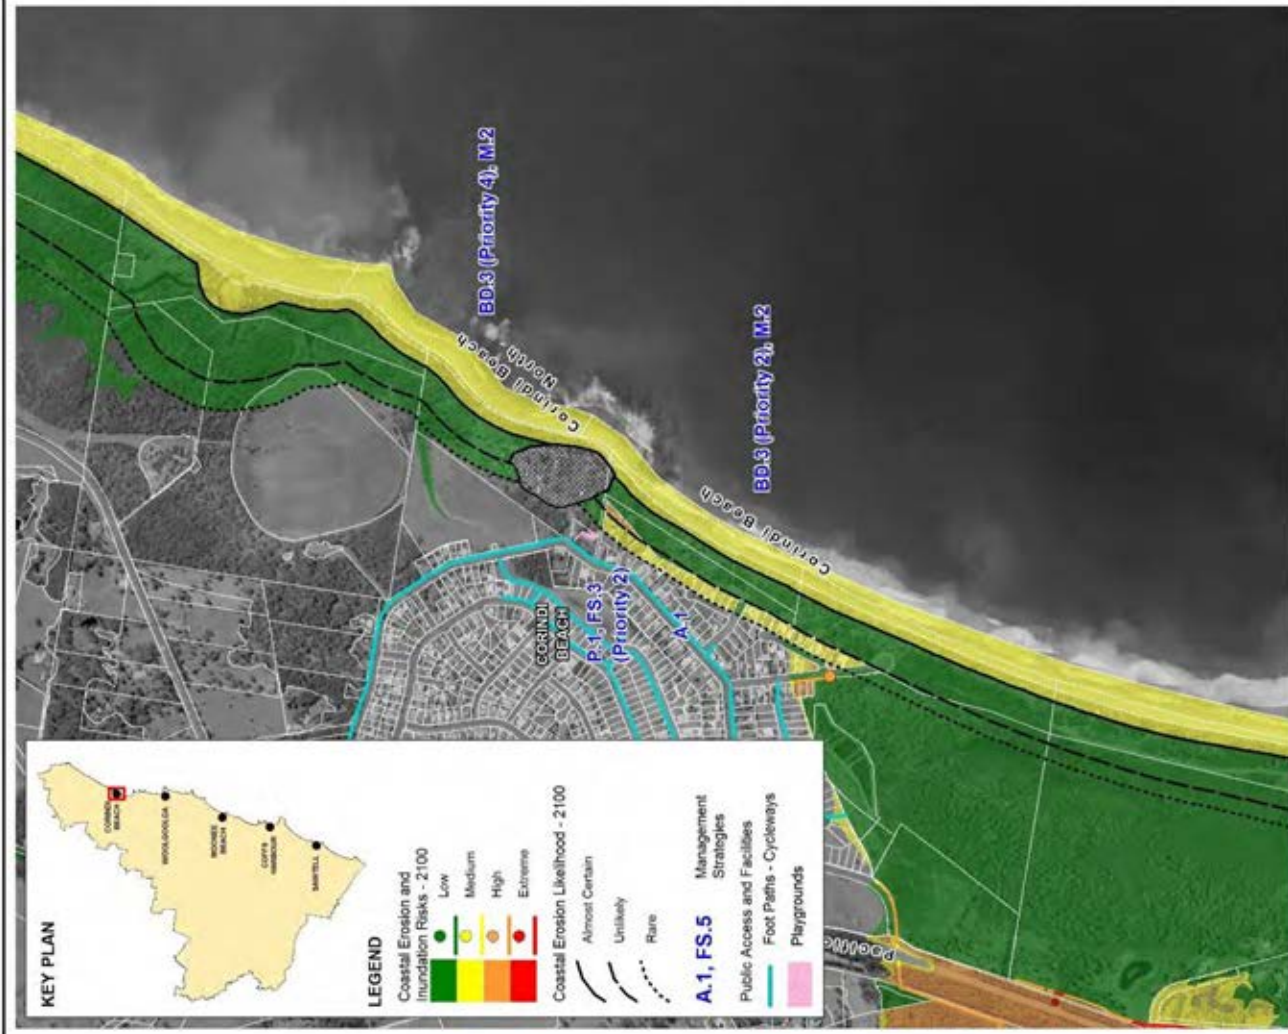 KEY PLAN
CORINDI
BEACH
WOOLGOOLGA
MOONEE
BEACH
COFFS
HARBOUR
SAWTELL
LEGEND
Coastal Erosion and
Inundation Risks - 2100
Low
Medium
High
Extreme
Coastal Erosion Likelihood - 2100
Almost Certain
Unlikely
Rare
A.1, FS.5
Management
Strategies
Public Access and Facilities
Foot Paths - Cycleways
Playgrounds
BD.3 (Priority 4), M.2
Corindi Beach
North
BD.3 (Priority 2), M.2
Corindi Beach
CORINDI
BEACH
P.1, FS.3
(Priority 2)
A.1
Pacific